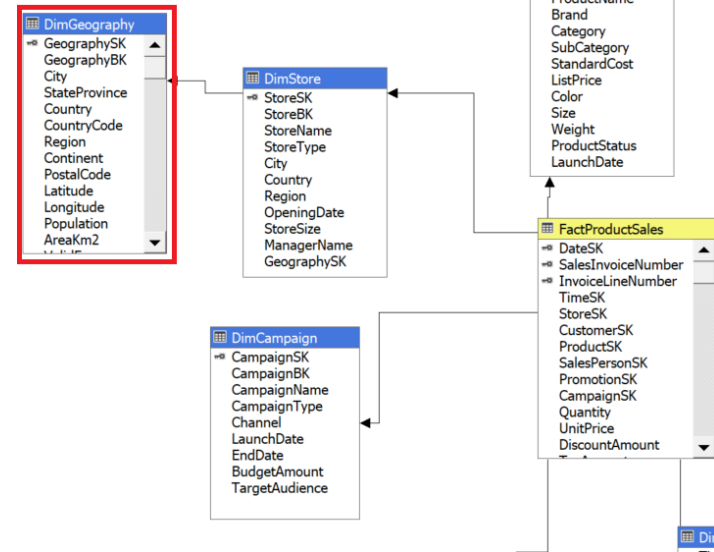 DimGeography
GeographySK
GeographyBK
City
StateProvince
Country
CountryCode
Region
Continent
PostalCode
Latitude
Longitude
Population
AreaKm2
DimStore
StoreSK
StoreBK
StoreName
StoreType
City
Country
Region
OpeningDate
StoreSize
ManagerName
GeographySK
ProductName
Brand
Category
SubCategory
StandardCost
ListPrice
Color
Size
Weight
ProductStatus
LaunchDate
FactProductSales
DateSK
SalesInvoiceNumber
InvoiceLineNumber
TimeSK
StoreSK
CustomerSK
ProductSK
SalesPersonSK
PromotionSK
CampaignSK
Quantity
UnitPrice
DiscountAmount
DimCampaign
CampaignSK
CampaignBK
CampaignName
CampaignType
Channel
LaunchDate
EndDate
BudgetAmount
TargetAudience